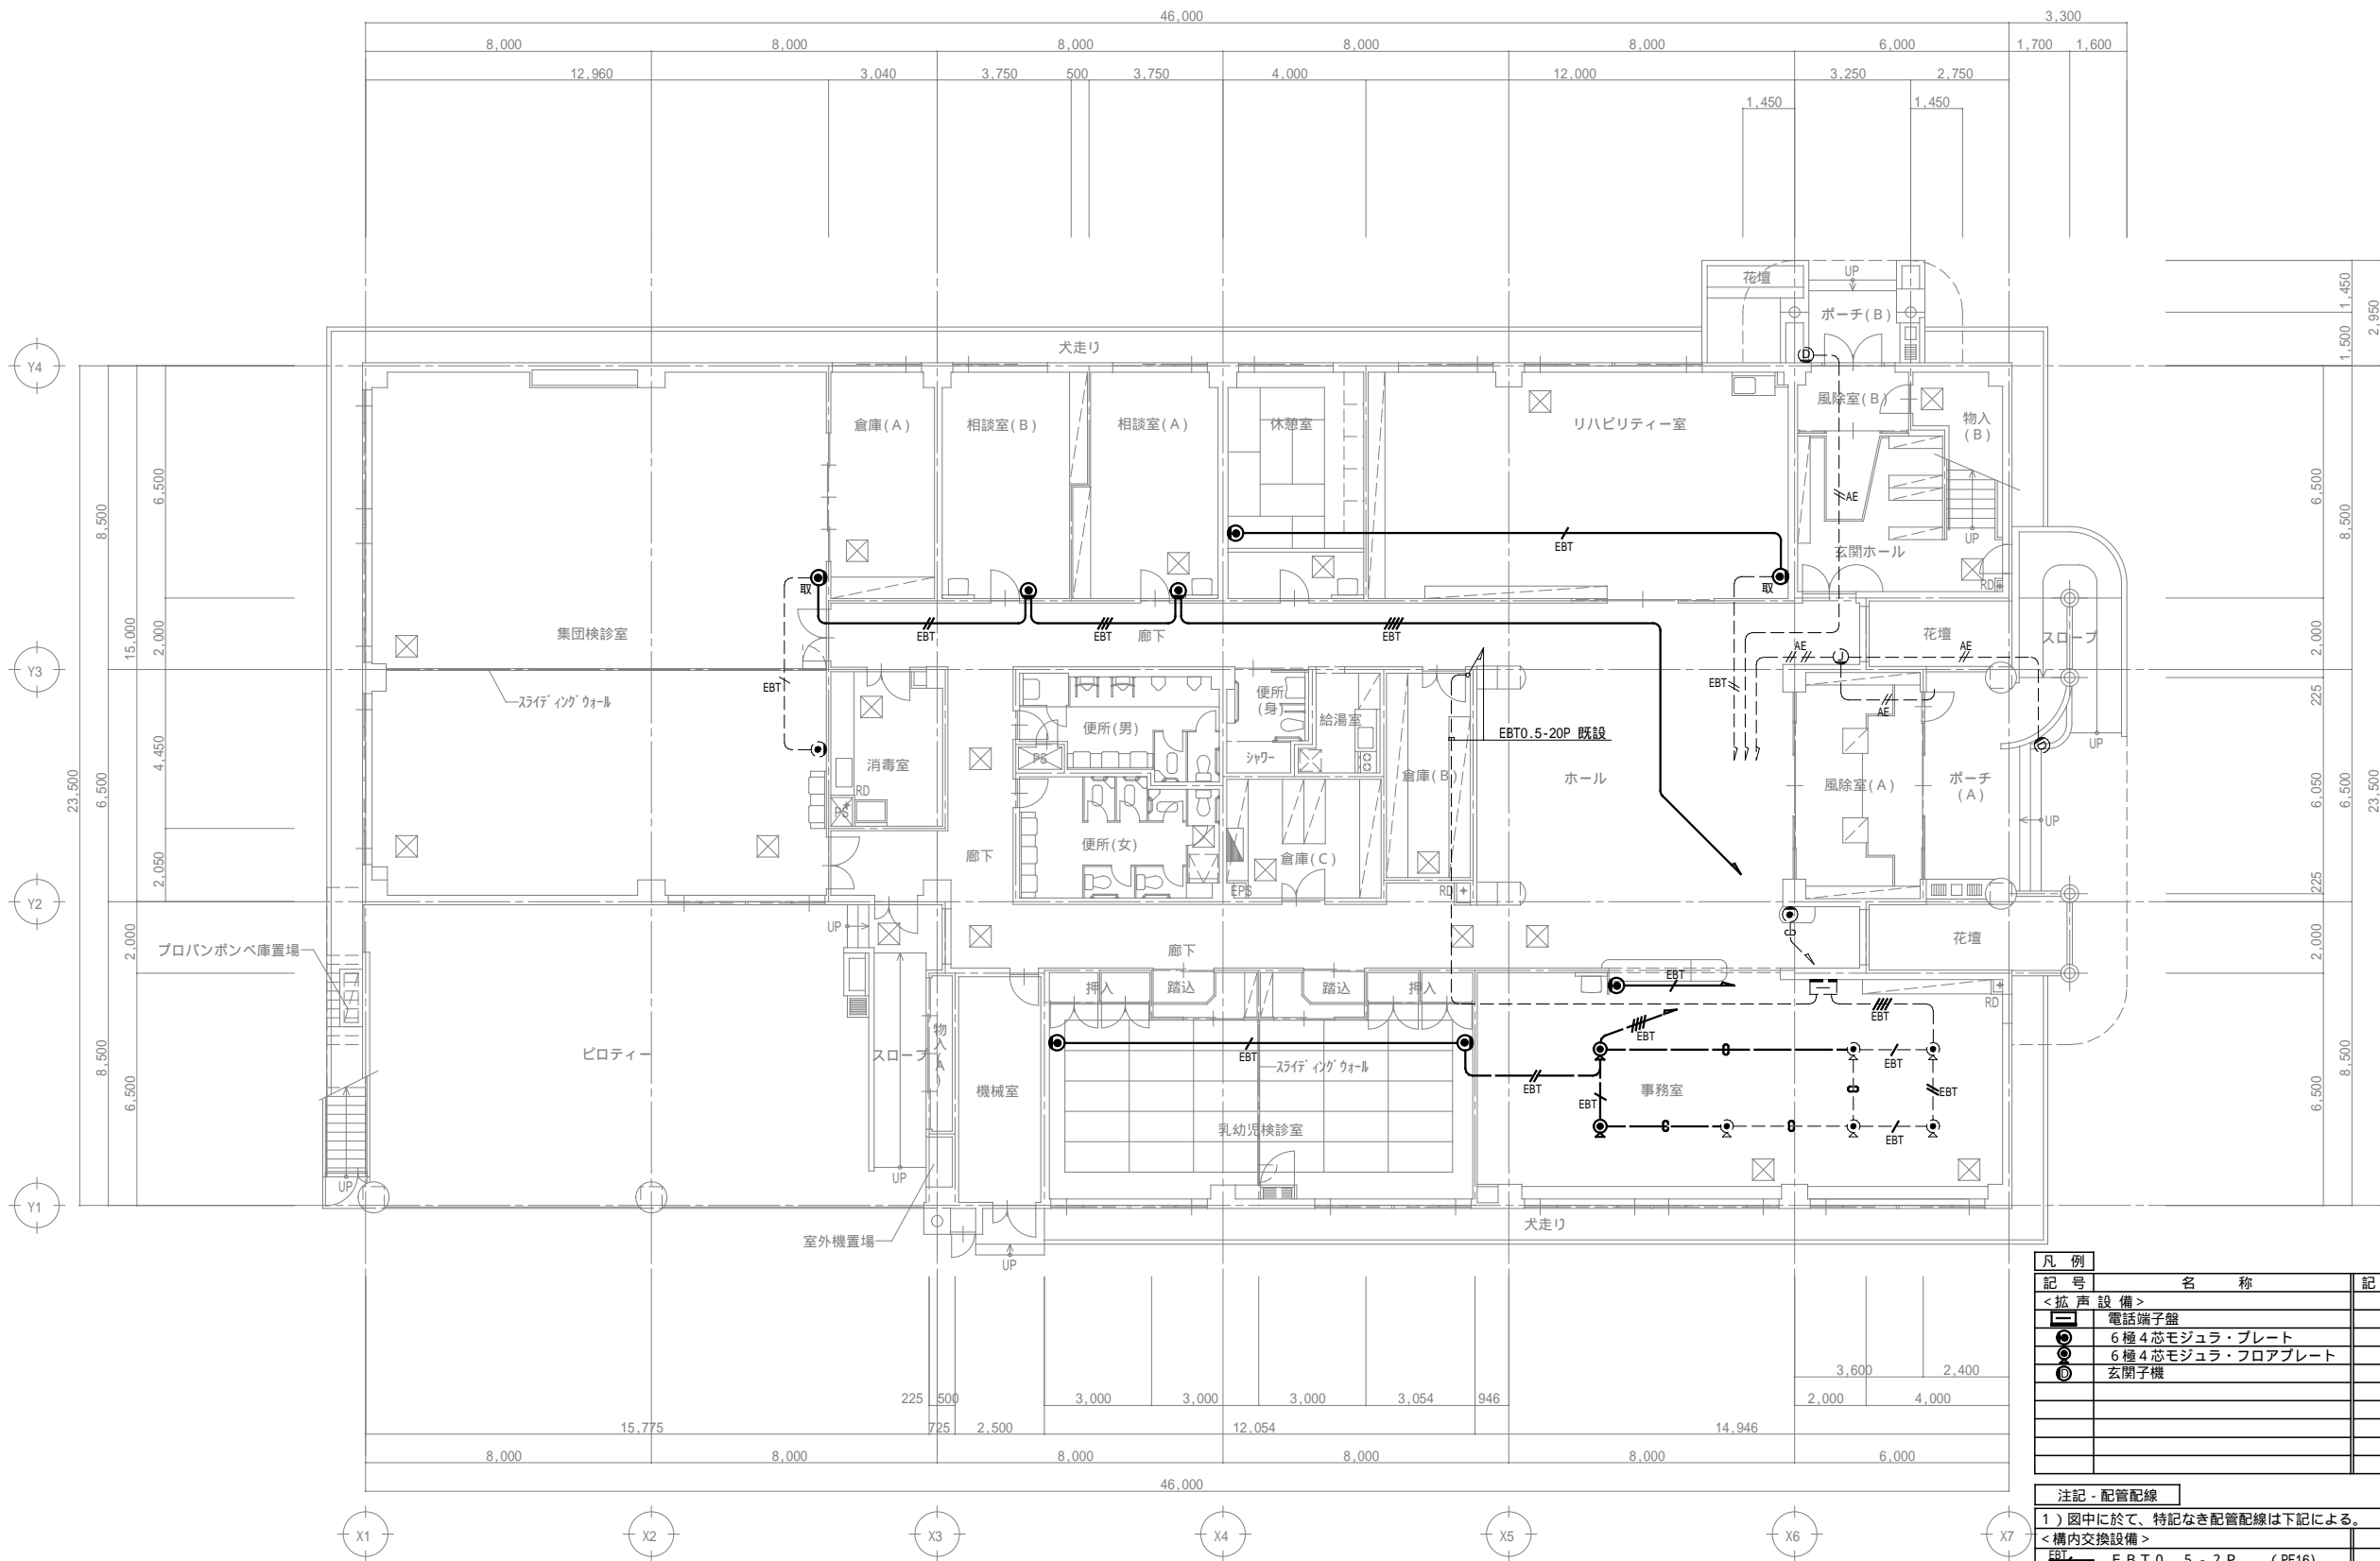 46,000
3,300
8,000
8,000
8,000
8,000
8,000
6,000
1,700
1,600
12,960
3,040
3,750
500
3,750
4,000
12,000
3,250
2,750
1,450
1,450
花壇
UP
ポーチ(B)
犬走り
1,450
2,950
1,500
Y4
D
風除室(B)
物入
(B)
倉庫(A)
相談室(B)
相談室(A)
休憩室
リハビリティー室
6,500
8,500
AE
6,500
8,500
EBT
UP
玄関ホール
取
取
RD
集団検診室
EBT
EBT
廊下
EBT
花壇
スロープ
15,000
2,000
2,000
AE
J
AE
Y3
EBT
EBT
スライディングウォール
便所
(身)
給湯室
便所(男)
AE
225
EBT0.5-20P 既設
D
UP
4,450
PS
シャワー
消毒室
倉庫(B)
ホール
風除室(A)
ポーチ
(A)
23,500
6,500
RD
PS
UP
6,050
6,500
23,500
便所(女)
廊下
倉庫(C)
2,050
EPS
RD
225
Y2
UP
プロパンボンベ庫置場
2,000
廊下
花壇
2,000
押入
踏込
踏込
押入
EBT
RD
EBT
物入(A)
ピロティー
スロープ
EBT
EBT
スライディングウォール
EBT
機械室
EBT
EBT
事務室
EBT
8,500
6,500
6,500
8,500
乳幼児検診室
EBT
UP
UP
Y1
犬走り
室外機置場
UP
凡 例
記 号
名 称
記
<拡 声 設 備>
電話端子盤
6極4芯モジュラ・プレート
6極4芯モジュラ・フロアプレート
D
玄関子機
3,600
2,400
225
500
3,000
3,000
3,000
3,054
946
2,000
4,000
15,775
725
2,500
12,054
14,946
8,000
8,000
8,000
8,000
8,000
6,000
46,000
注記 - 配管配線
1)図中に於て、特記なき配管配線は下記による。
<構内交換設備>
EBT
EBT0.5-2P (PF16)
X1
X2
X3
X4
X5
X6
X7